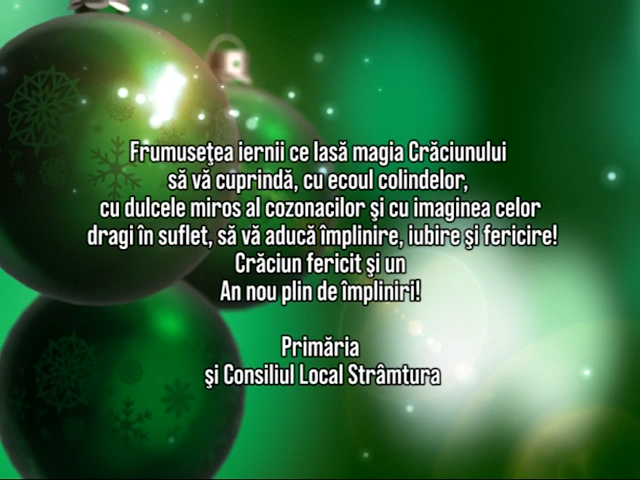 Frumuseţea iernii ce lasă magia Crăciunului
să vă cuprindă, cu ecoul colindelor,
cu dulcele miros al cozonacilor şi cu imaginea celor
dragi în suflet, să vă aducă împlinire, iubire şi fericire!
Crăciun fericit şi un
An nou plin de împliniri!
Primăria
şi Consiliul Local Strâmtura